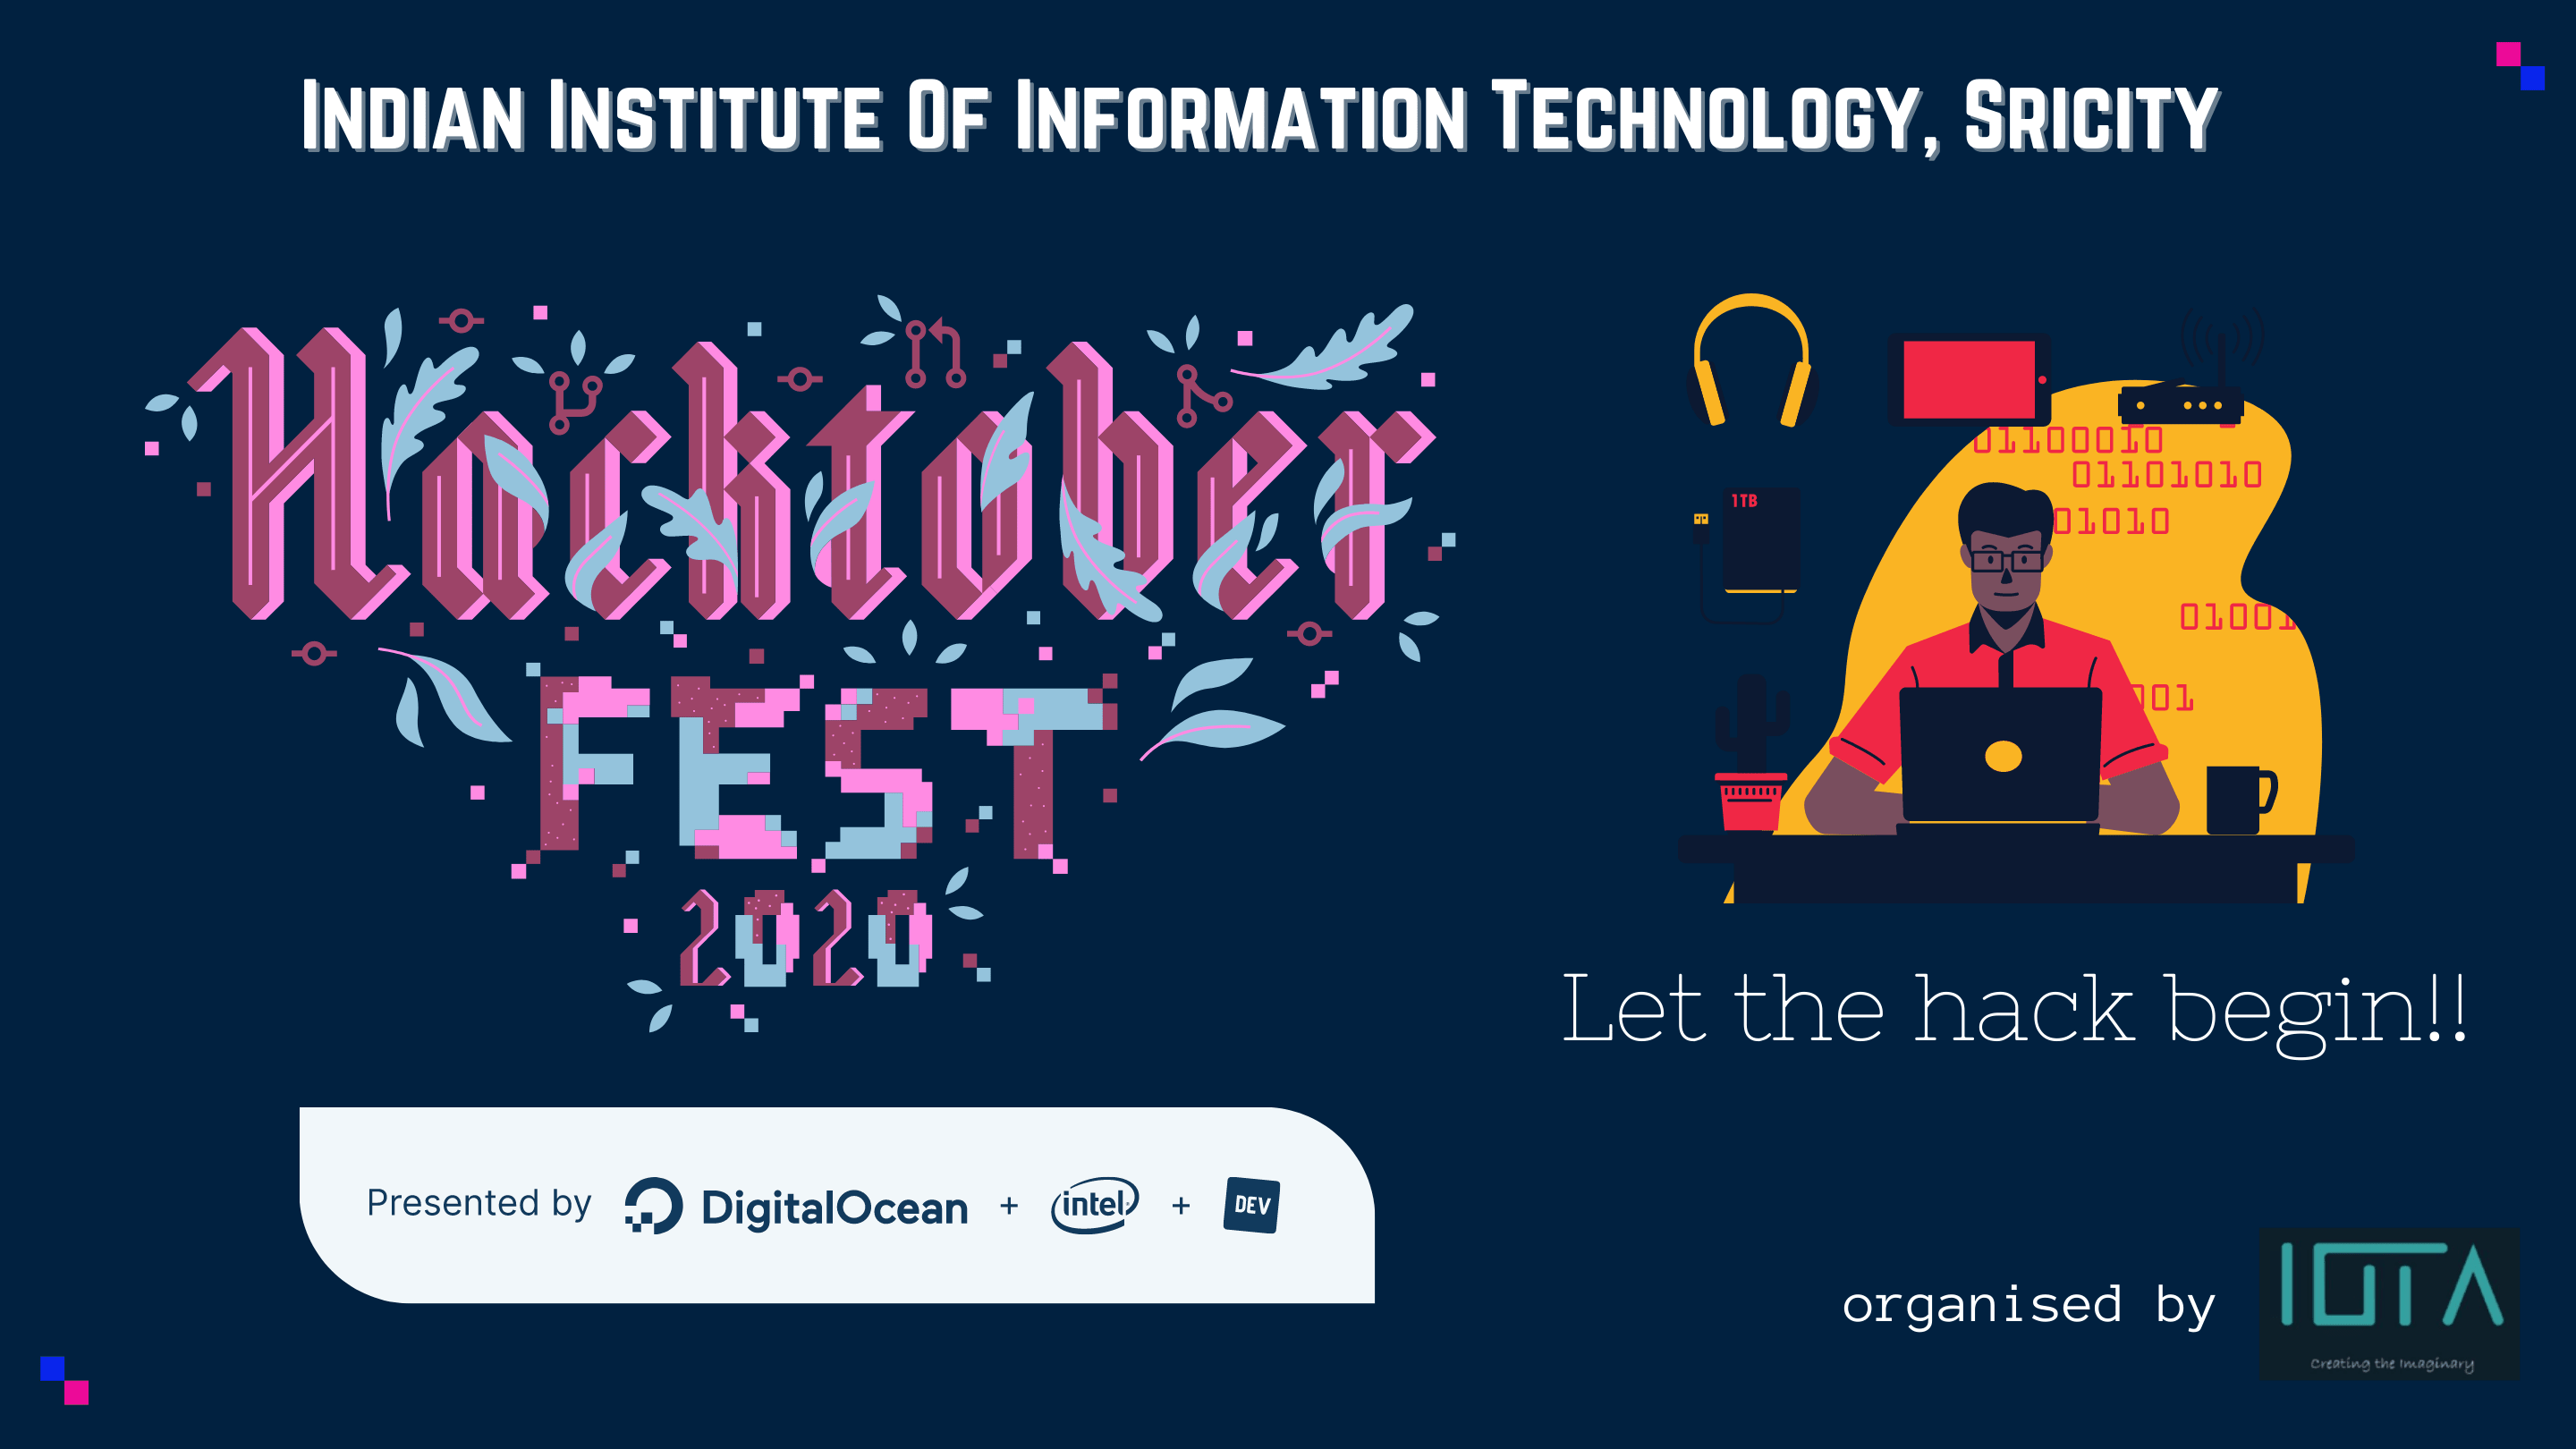 Indian Institute Of Information Technology, Sricity
Hacktober
FEST
2020
1TB
01100010
01101010
01010
01001
001
Let the hack begin!!
Presented by DigitalOcean + intel + DEV
organised by IOTA
Creating the Imaginary